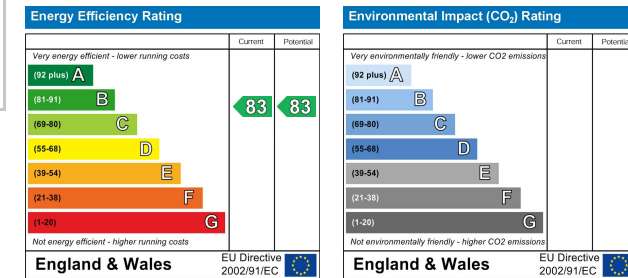 Energy Efficiency Rating
Current Potential
Very energy efficient - lower running costs
(92 plus) A
(81-91) B
83 83
(69-80) C
(55-68) D
(39-54) E
(21-38) F
(1-20) G
Not energy efficient - higher running costs
England & Wales
EU Directive
2002/91/EC
Environmental Impact (CO₂) Rating
Current Potentia
Very environmentally friendly - lower CO2 emissions
(92 plus) A
(81-91) B
(69-80) C
(55-68) D
(39-54) E
(21-38) F
(1-20) G
Not environmentally friendly - higher CO2 emissions
England & Wales
EU Directive
2002/91/EC